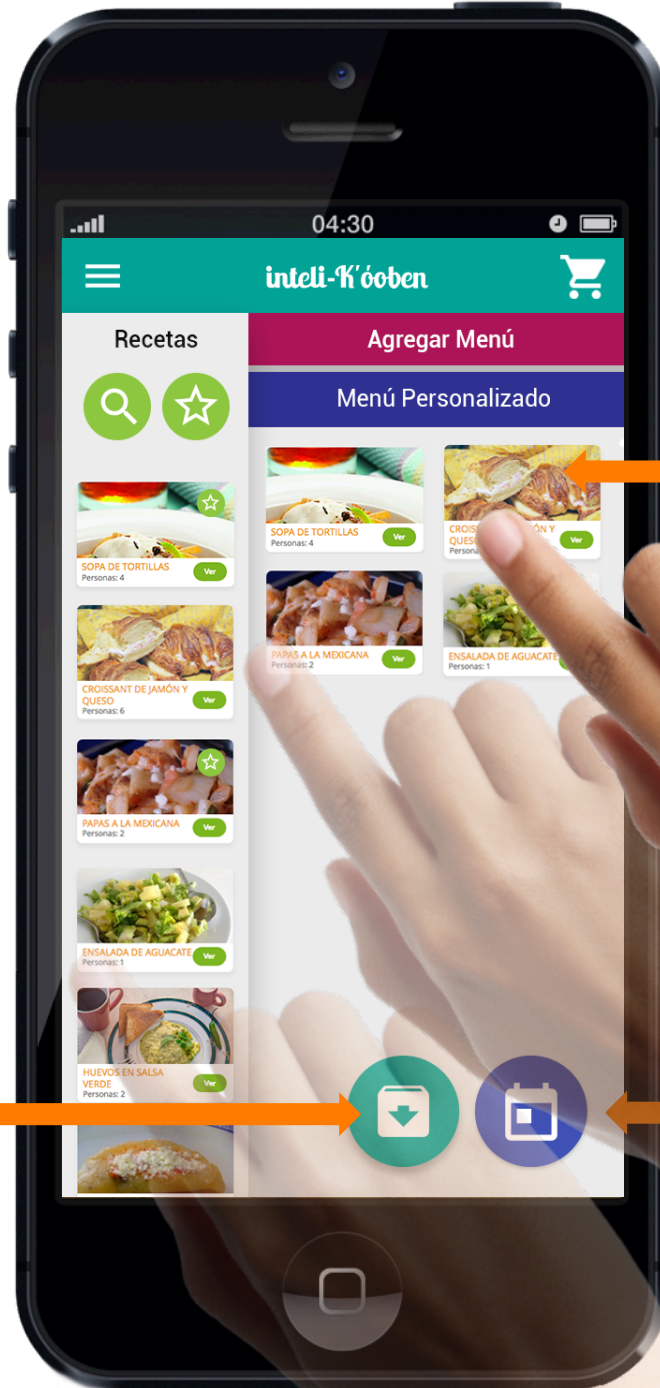 04:30
inteli-K'óoben
Recetas
Agregar Menú
Menú Personalizado
SOPA DE TORTILLAS
Personas: 4
Ver
CROISSANT DE JAMÓN Y
QUESO
Personas: 6
Ver
PAPAS A LA MEXICANA
Personas: 2
Ver
ENSALADA DE AGUACATE
Personas: 1
Ver
HUEVOS EN SALSA
VERDE
Personas: 2
Ver
SOPA DE TORTILLAS
Personas: 4
Ver
QUESO
Ver
PAPAS A LA MEXICANA
Personas: 2
Ver
ENSALADA DE AGUACATE
Personas: 1